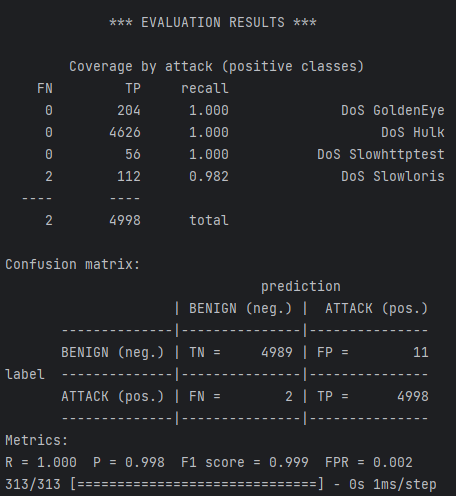 *** EVALUATION RESULTS ***
Coverage by attack (positive classes)
FN TP recall
0 204 1.000 DoS GoldenEye
0 4626 1.000 DoS Hulk
0 56 1.000 DoS Slowhttptest
2 112 0.982 DoS Slowloris
---- ----
2 4998 total
Confusion matrix:
prediction
| BENIGN (neg.) | ATTACK (pos.)
--------------|---------------|---------------
BENIGN (neg.) | TN = 4989 | FP = 11
label --------------|---------------|---------------
ATTACK (pos.) | FN = 2 | TP = 4998
--------------|---------------|---------------
Metrics:
R = 1.000 P = 0.998 F1 score = 0.999 FPR = 0.002
313/313 [==============================] - 0s 1ms/step